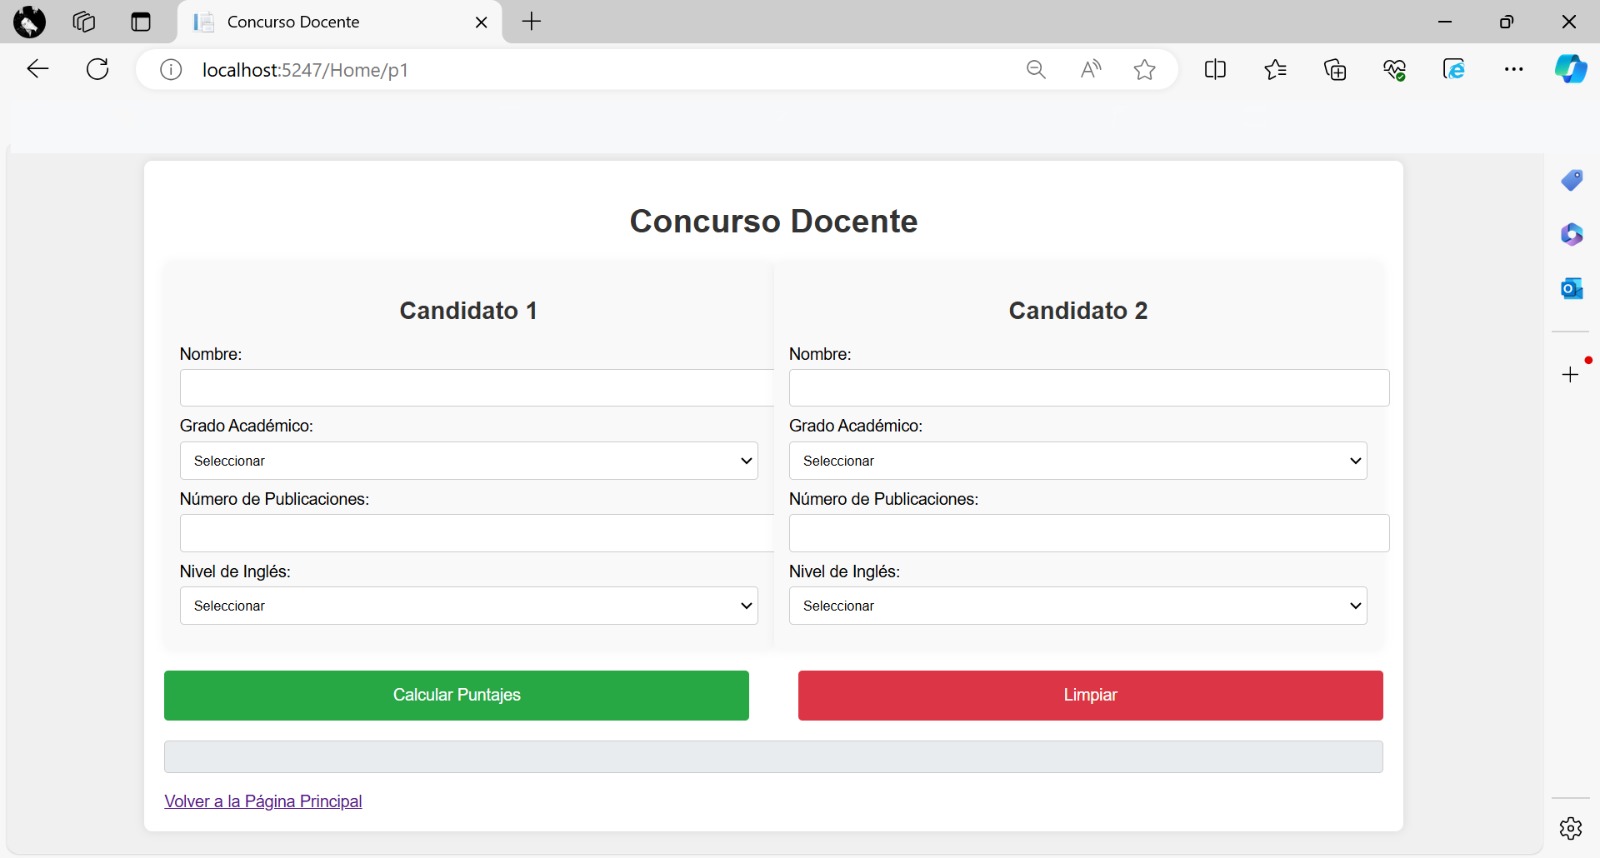 Concurso Docente
localhost:5247/Home/p1
Concurso Docente
Candidato 1
Nombre:
Grado Académico:
Seleccionar
Número de Publicaciones:
Nivel de Inglés:
Seleccionar
Candidato 2
Nombre:
Grado Académico:
Seleccionar
Número de Publicaciones:
Nivel de Inglés:
Seleccionar
Calcular Puntajes
Limpiar
Volver a la Página Principal